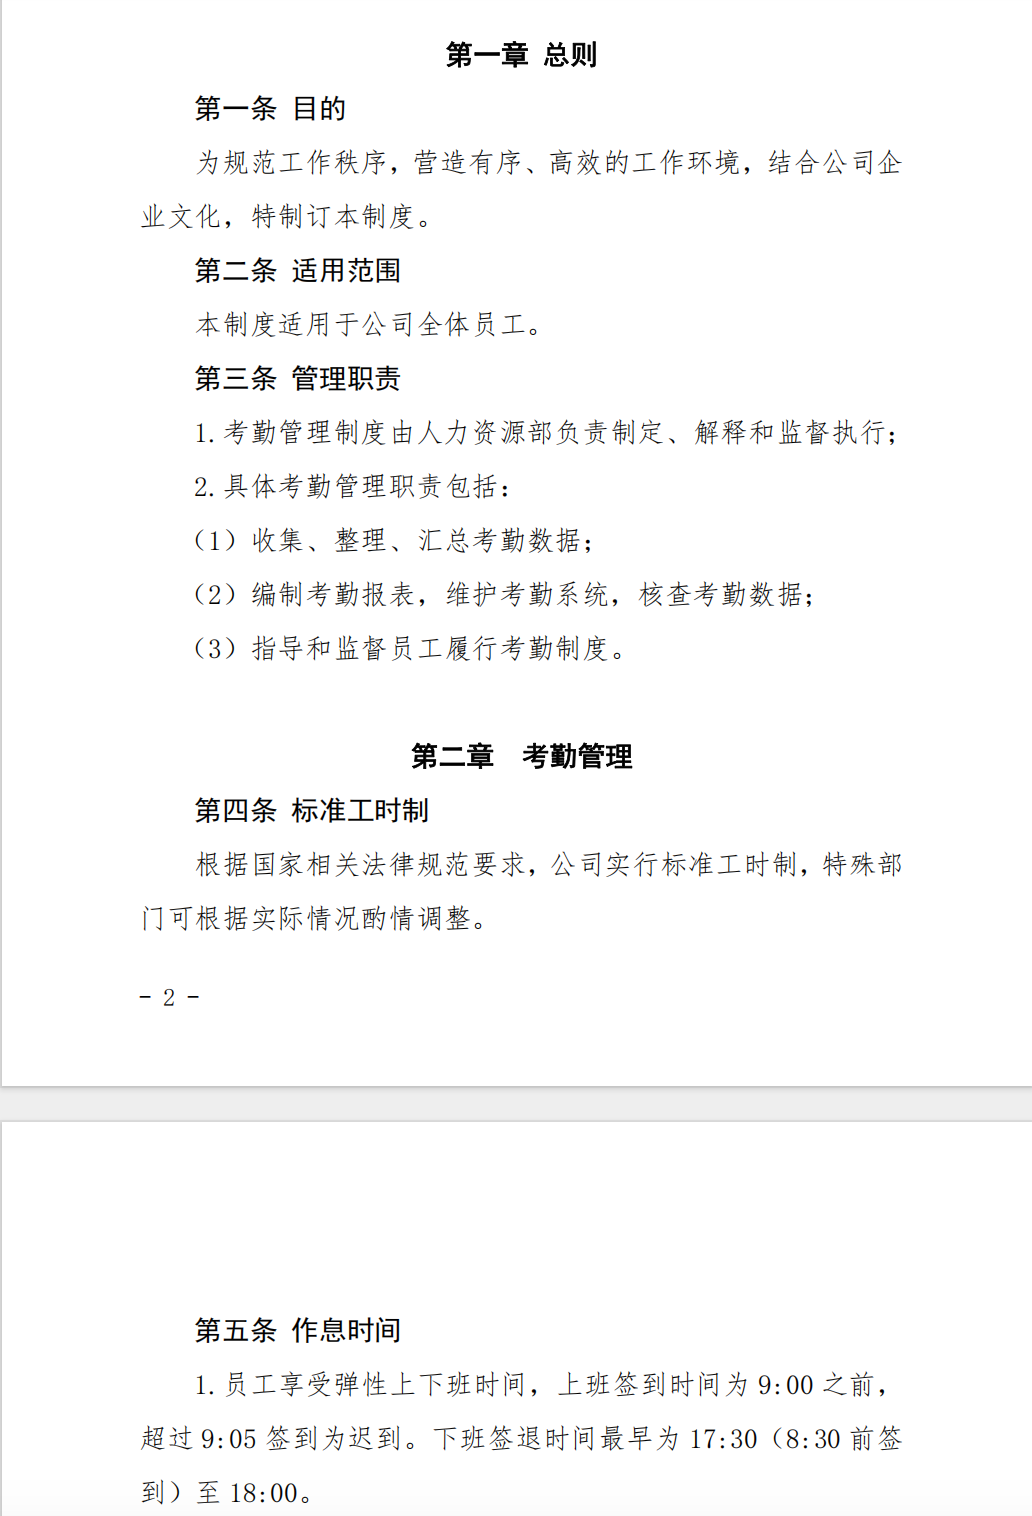 第一章 总则
第一条 目的
为规范工作秩序，营造有序、高效的工作环境，结合公司企
业文化，特制订本制度。
第二条 适用范围
本制度适用于公司全体员工。
第三条 管理职责
1.考勤管理制度由人力资源部负责制定、解释和监督执行；
2.具体考勤管理职责包括：
（1）收集、整理、汇总考勤数据；
（2）编制考勤报表，维护考勤系统，核查考勤数据；
（3）指导和监督员工履行考勤制度。
第二章　考勤管理
第四条 标准工时制
根据国家相关法律规范要求，公司实行标准工时制，特殊部
门可根据实际情况酌情调整。
- 2 -
第五条 作息时间
1.员工享受弹性上下班时间，上班签到时间为 9:00 之前，
超过 9:05 签到为迟到。下班签退时间最早为 17:30（8:30 前签
到）至 18:00。